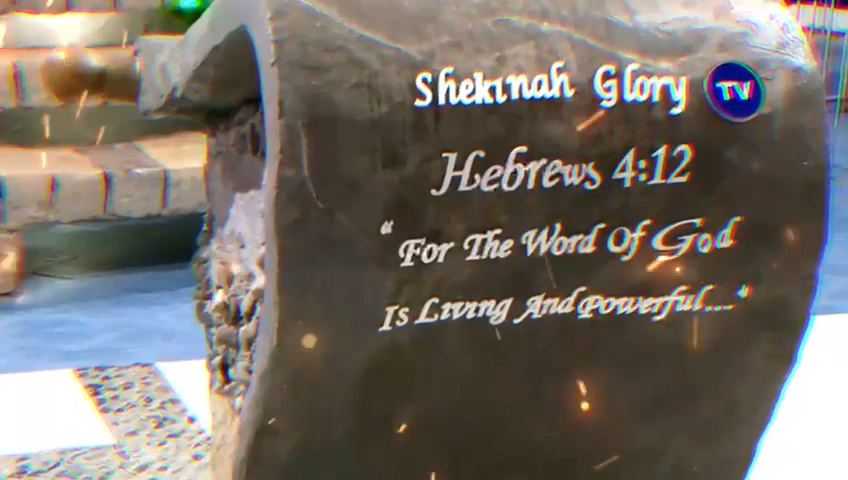 Shekinah Glory TV
Hebrews 4:12
"For The Word Of God
Is Living And Powerful...."